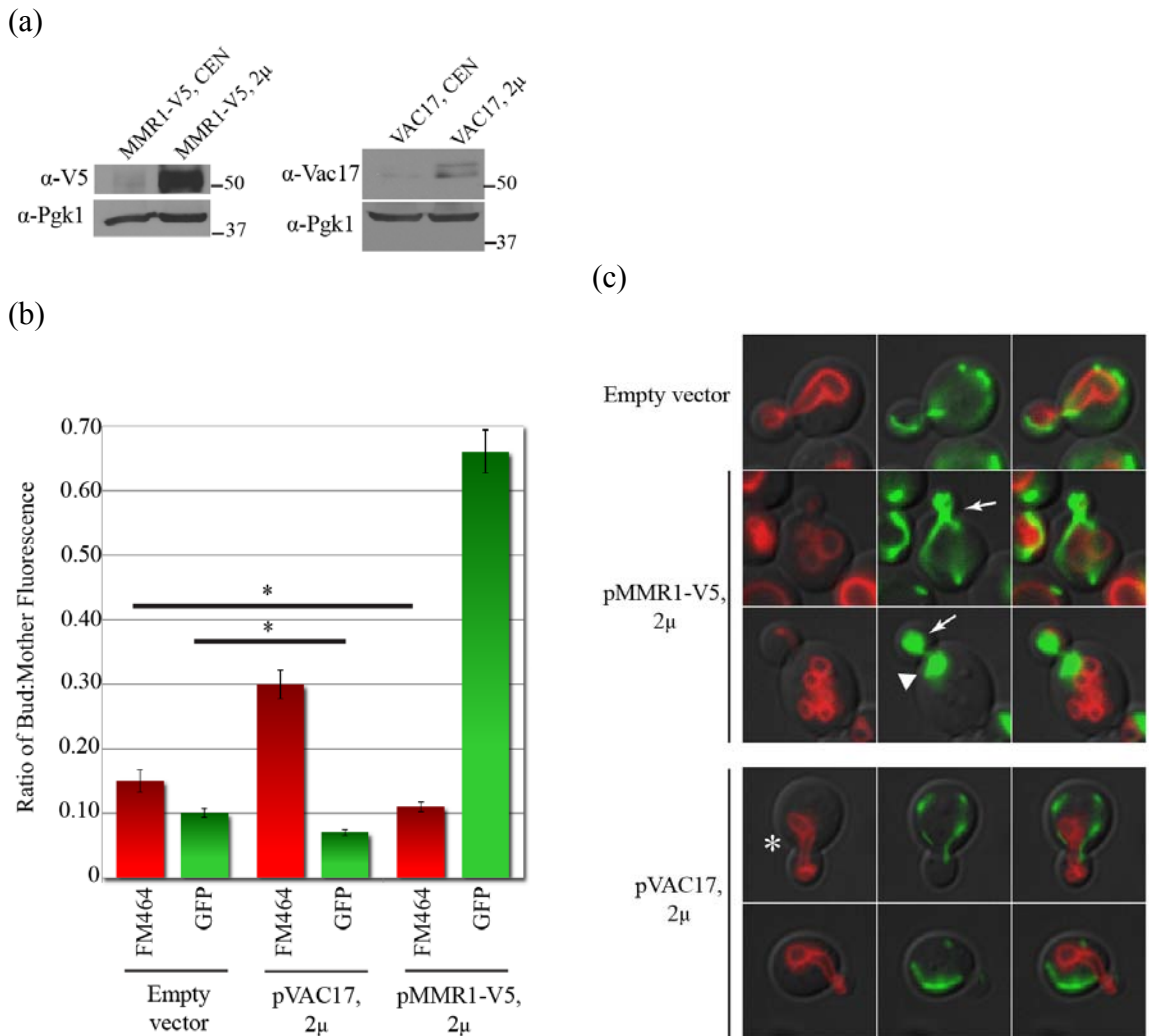 (a)
MMR1-V5, CEN
MMR1-V5, 2µ
α-V5
50
α-Pgk1
37
VAC17, CEN
VAC17, 2µ
α-Vac17
50
α-Pgk1
37
(b)
Ratio of Bud:Mother Fluorescence
0.70
0.60
0.50
0.40
0.30
0.20
0.10
0
*
*
FM464
GFP
FM464
GFP
FM464
GFP
Empty
vector
pVAC17,
2µ
pMMR1-V5,
2µ
(c)
Empty vector
pMMR1-V5,
2µ
pVAC17,
2µ
*